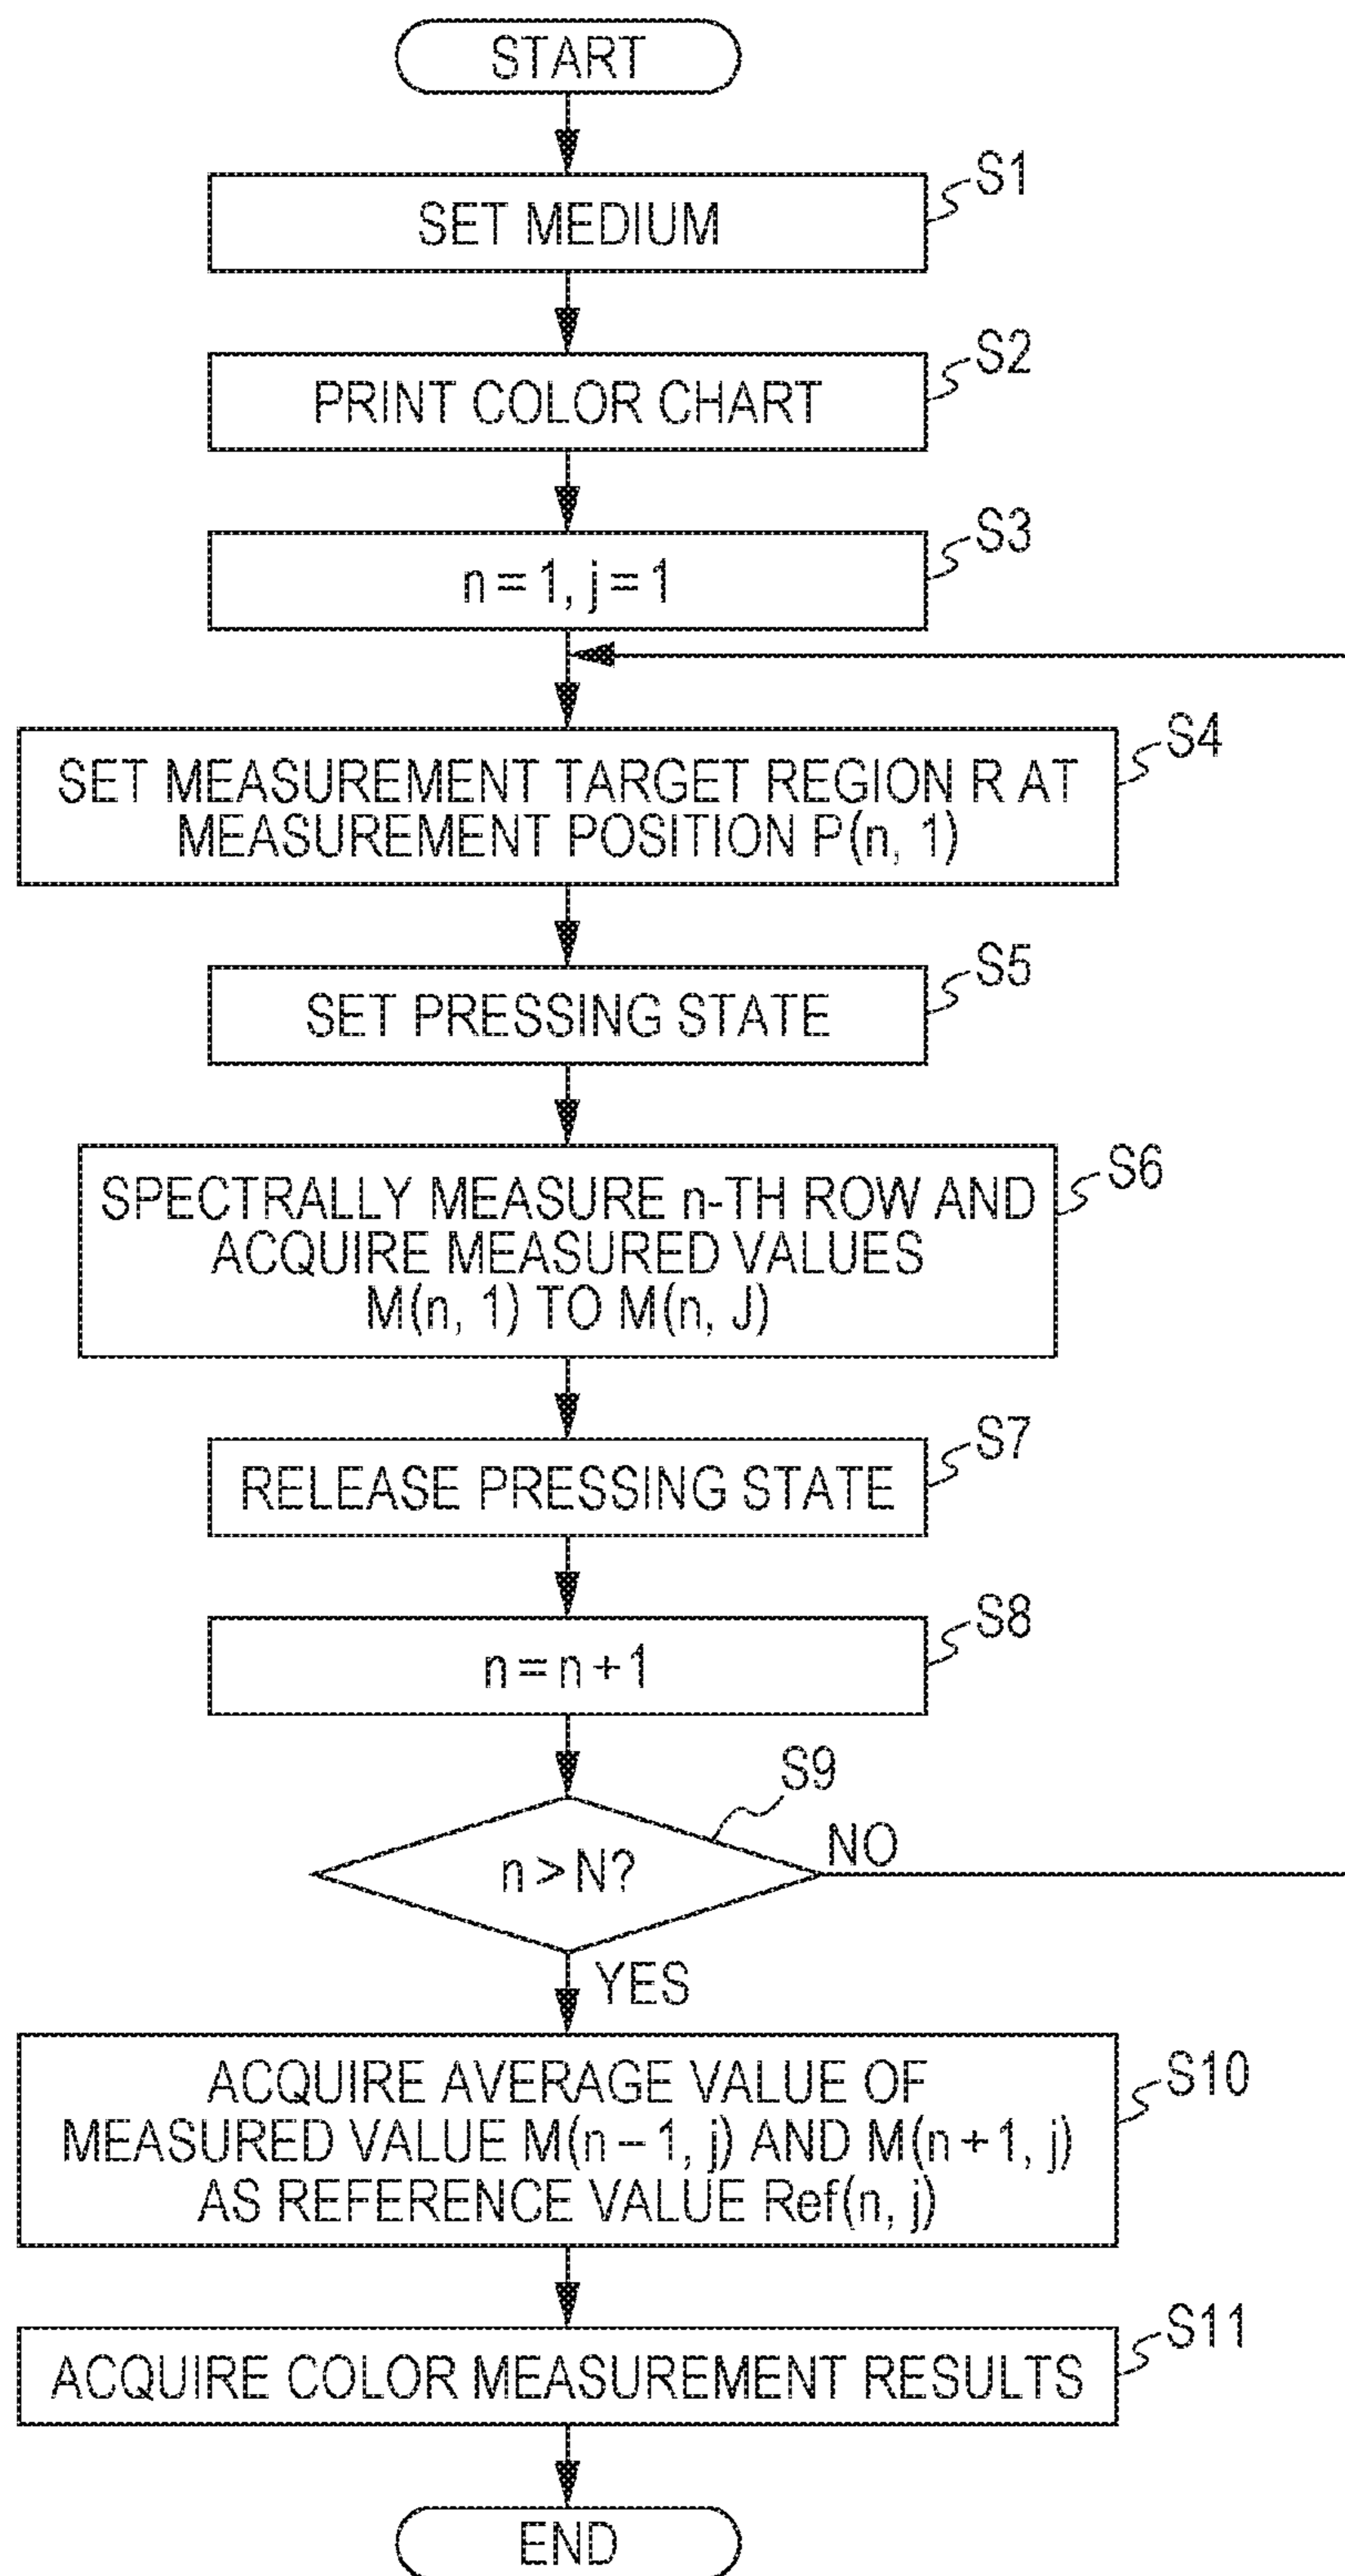 START
S1
SET MEDIUM
S2
PRINT COLOR CHART
S3
n = 1, j = 1
S4
SET MEASUREMENT TARGET REGION R AT
MEASUREMENT POSITION P(n, 1)
S5
SET PRESSING STATE
S6
SPECTRALLY MEASURE n-TH ROW AND
ACQUIRE MEASURED VALUES
M(n, 1) TO M(n, J)
S7
RELEASE PRESSING STATE
S8
n = n + 1
S9
n > N?
NO
YES
S10
ACQUIRE AVERAGE VALUE OF
MEASURED VALUE M(n – 1, j) AND M(n + 1, j)
AS REFERENCE VALUE Ref(n, j)
S11
ACQUIRE COLOR MEASUREMENT RESULTS
END